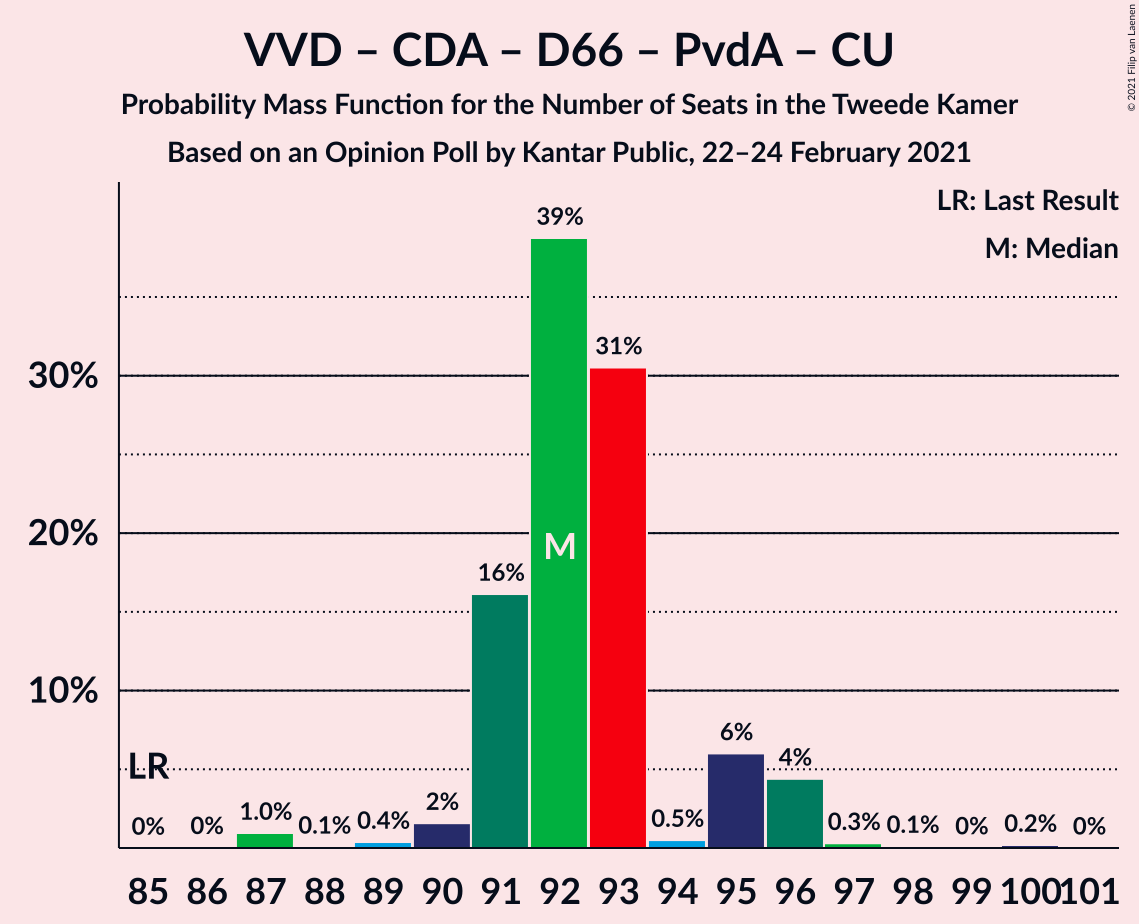 VVD – CDA – D66 – PvdA – CU
Probability Mass Function for the Number of Seats in the Tweede Kamer
Based on an Opinion Poll by Kantar Public, 22–24 February 2021
© 2021 Filip van Laenen
LR: Last Result
M: Median
39%
31%
30%
20%
M
16%
10%
6%
4%
LR
0% 0% 1.0% 0.1% 0.4% 2% 0.5% 0.3% 0.1% 0% 0.2% 0%
85 86 87 88 89 90 91 92 93 94 95 96 97 98 99 100 101